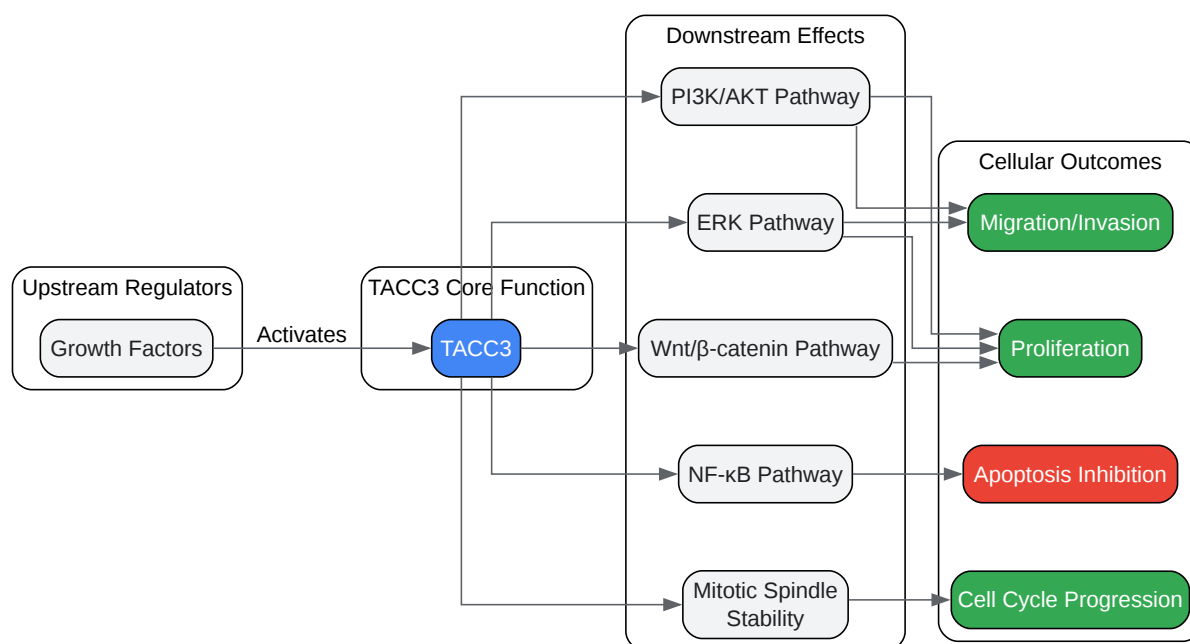 Upstream Regulators
Growth Factors
Activates
TACC3 Core Function
TACC3
Downstream Effects
PI3K/AKT Pathway
ERK Pathway
Wnt/β-catenin Pathway
NF-κB Pathway
Mitotic Spindle
Stability
Cellular Outcomes
Migration/Invasion
Proliferation
Apoptosis Inhibition
Cell Cycle Progression